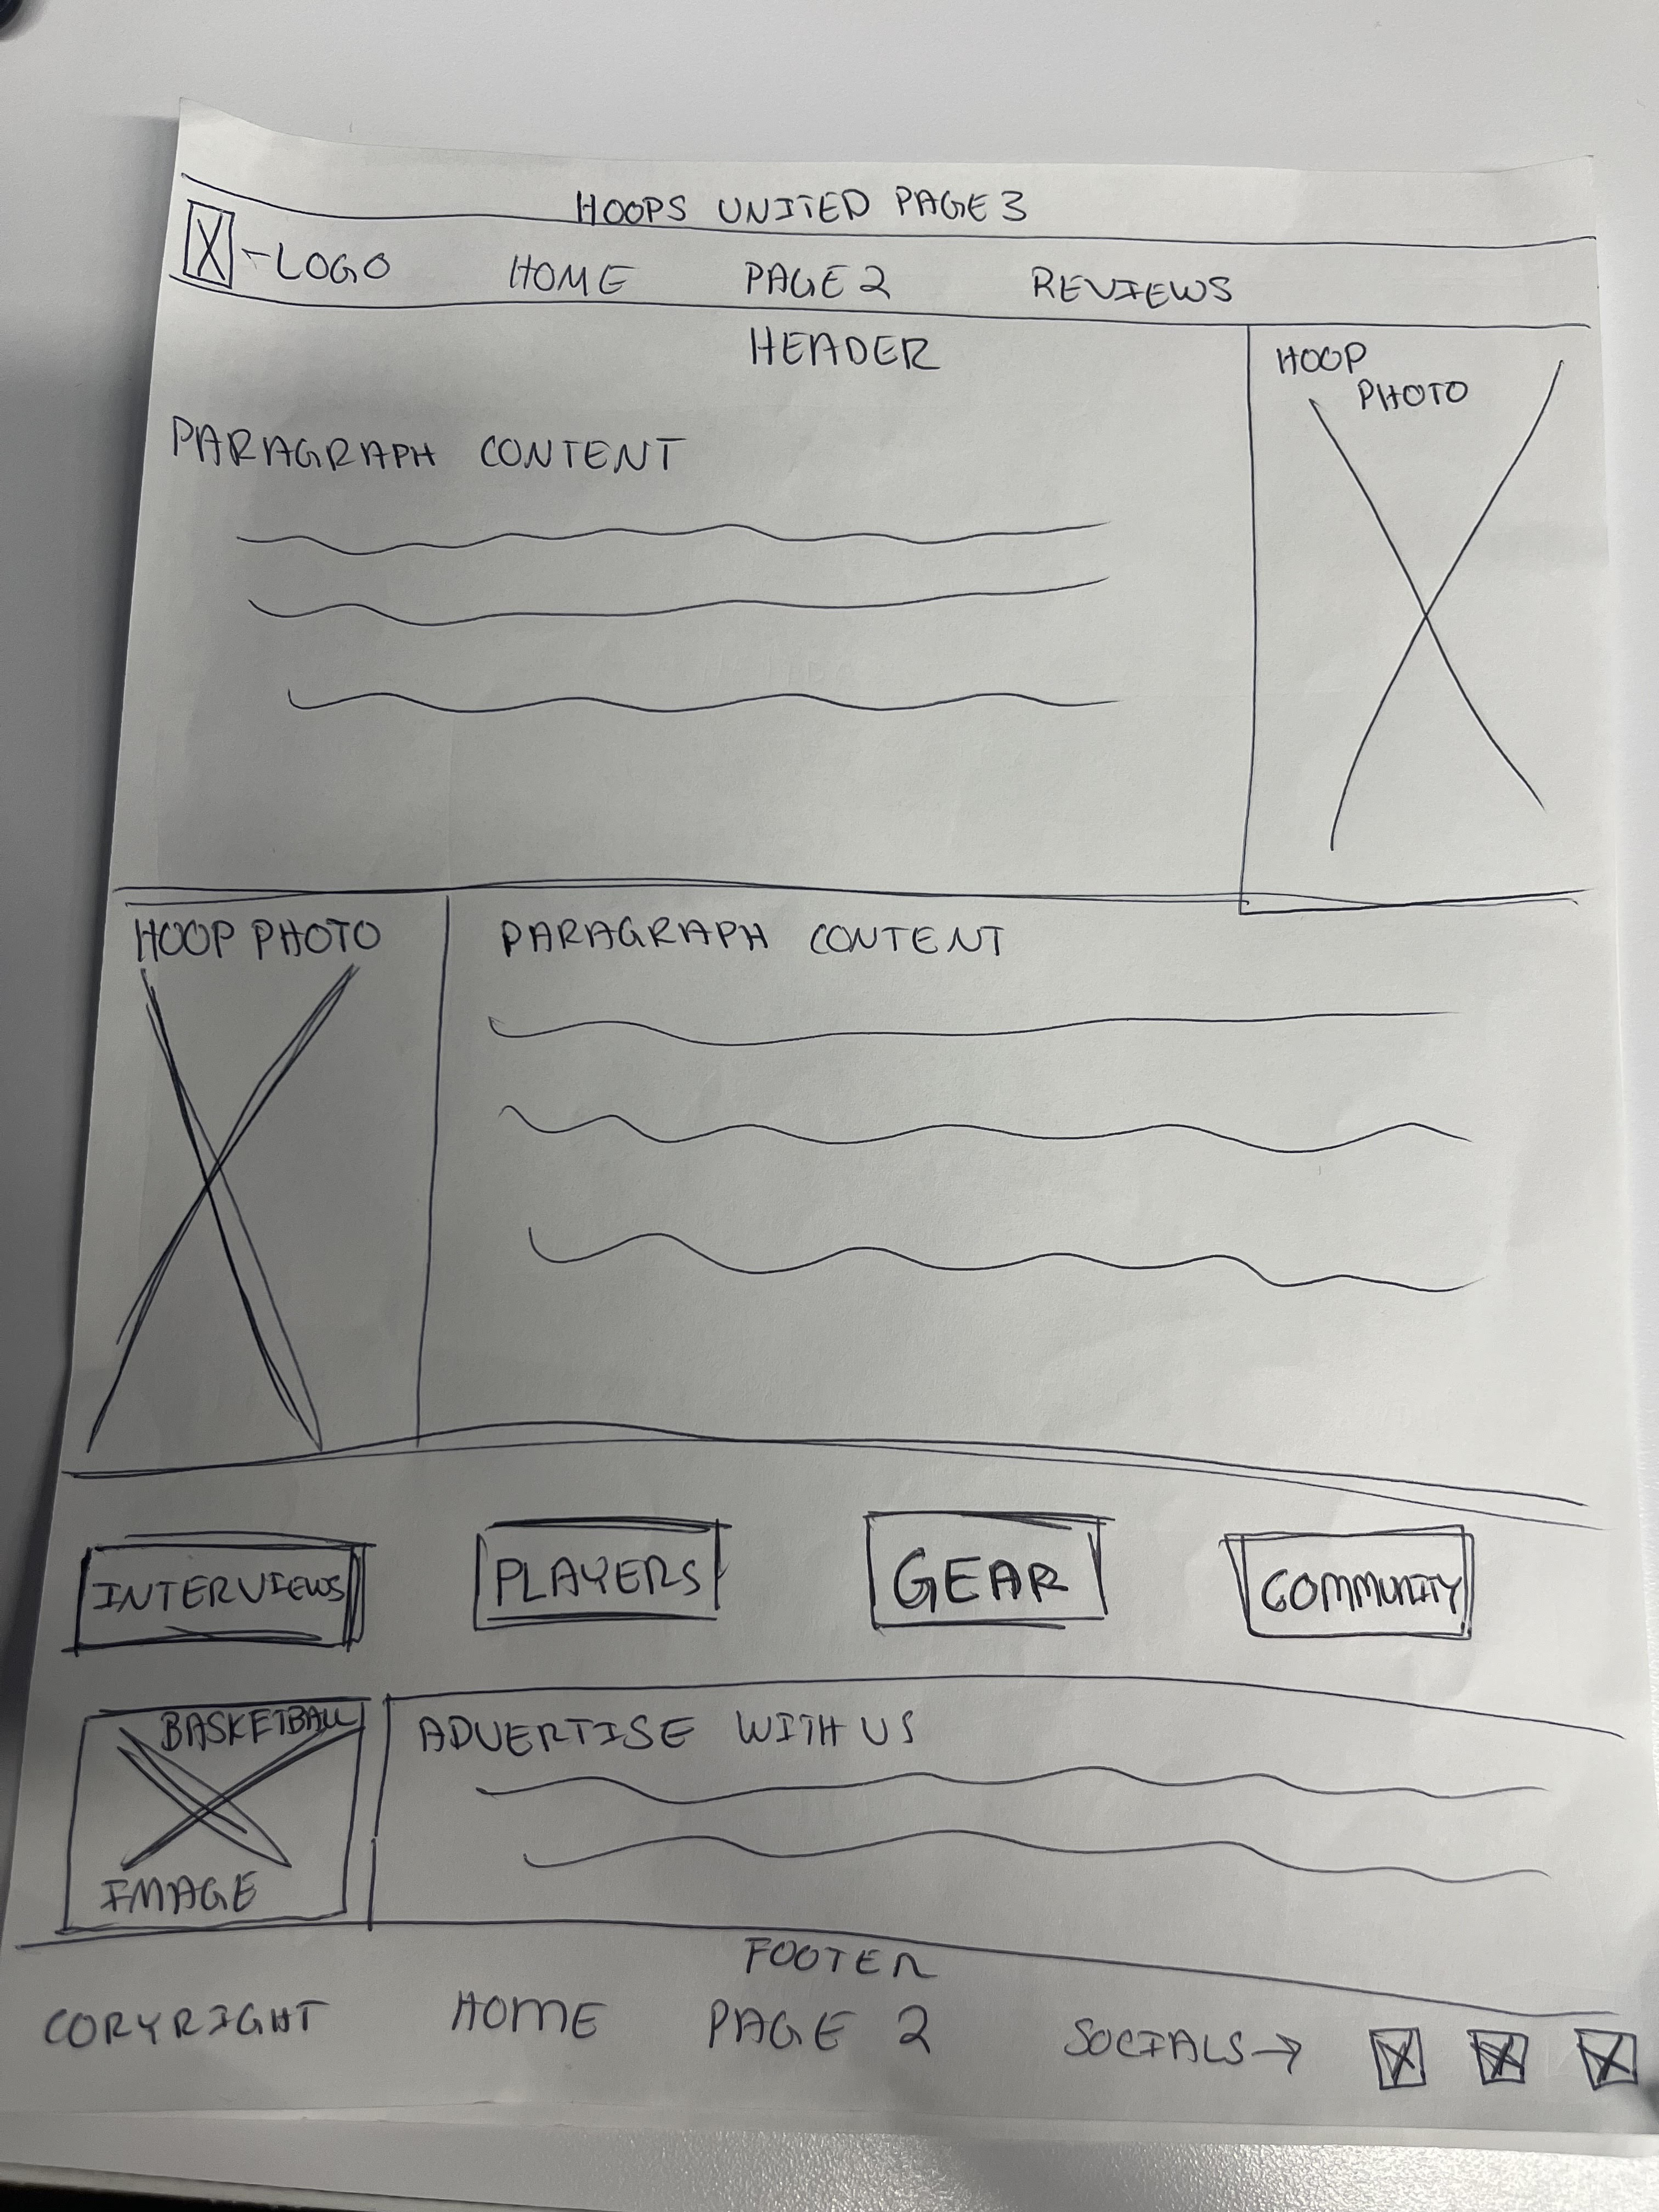 HOOPS UNITED PAGE 3
X -LOGO HOME PAGE 2 REVIEWS
HEADER
HOOP
PHOTO
PARAGRAPH CONTENT
HOOP PHOTO
PARAGRAPH CONTENT
INTERVIEWS PLAYERS GEAR COMMUNITY
BASKETBALL
IMAGE
ADVERTISE WITH US
FOOTER
COPYRIGHT HOME PAGE 2 SOCIALS→